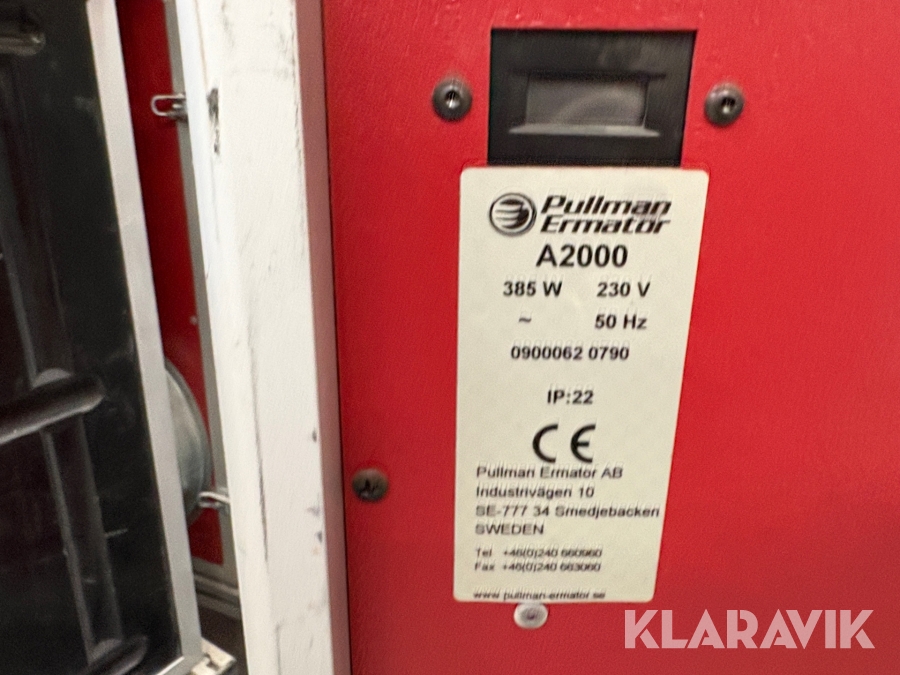 Pullman
Ermator
A2000
385 W 230 V
~ 50 Hz
0900062 0790
IP:22
CE
Pullman Ermator AB
Industrivägen 10
SE-777 34 Smedjebacken
SWEDEN
Tel +46(0)240 660960
Fax +46(0)240 663060
www.pullman-ermator.se
KLARAVIK